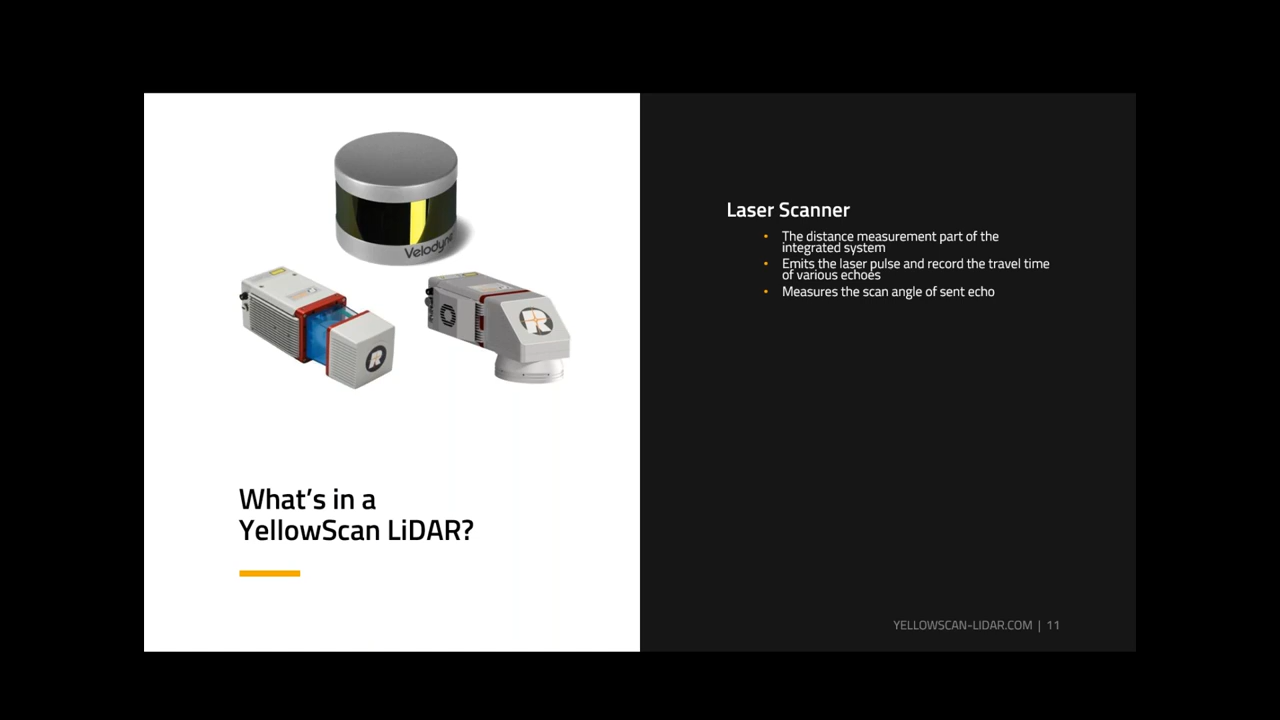 Velodyne
R
R
What's in a
YellowScan LiDAR?
Laser Scanner
• The distance measurement part of the
integrated system
• Emits the laser pulse and record the travel time
of various echoes
• Measures the scan angle of sent echo
YELLOWSCAN-LIDAR.COM | 11